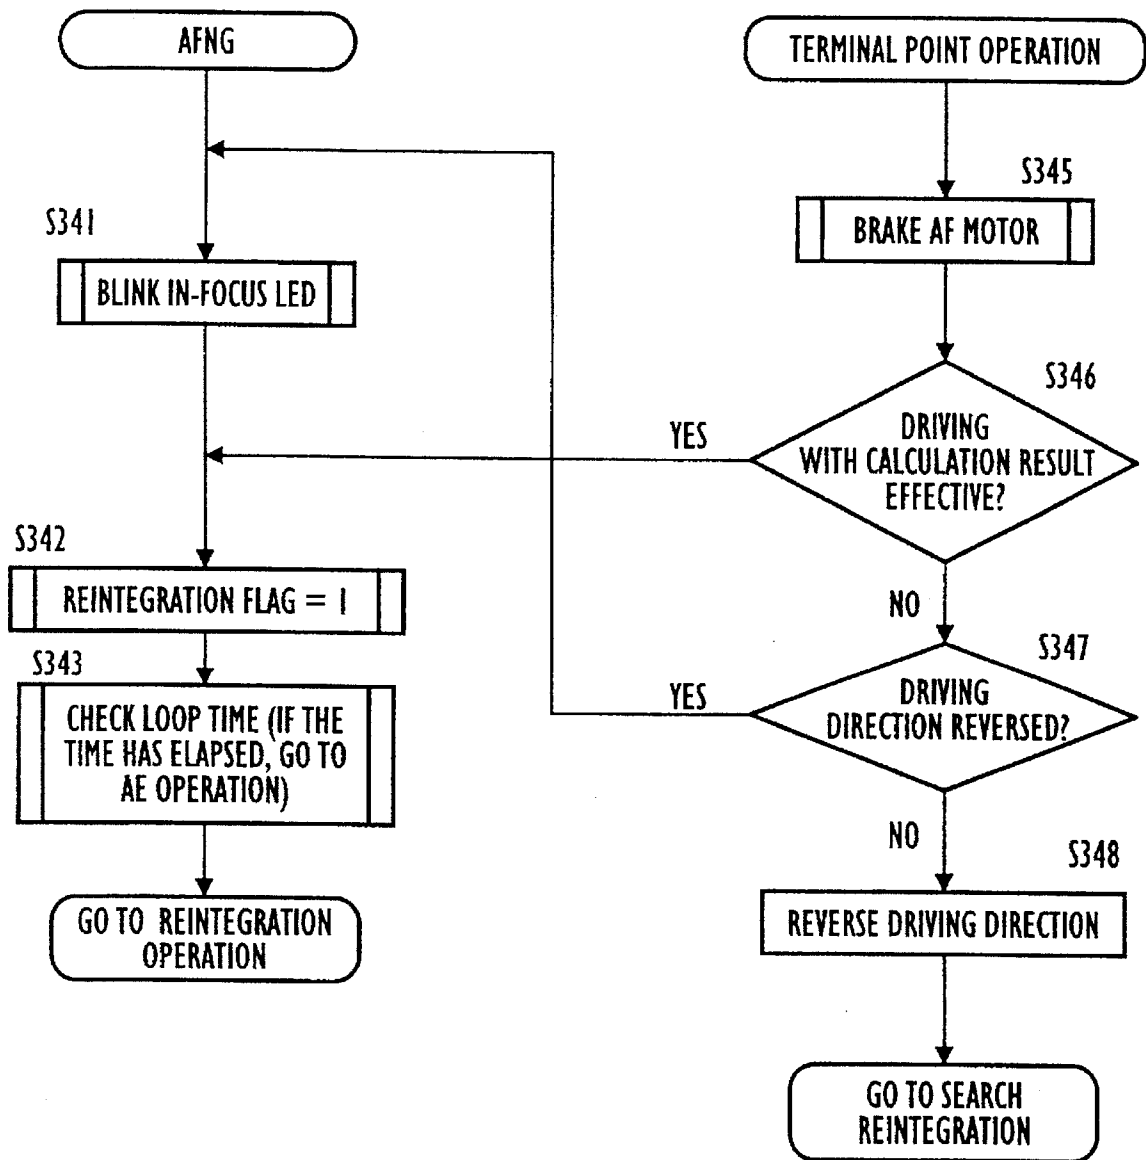 AFNG
S341
BLINK IN-FOCUS LED
S342
REINTEGRATION FLAG = 1
S343
CHECK LOOP TIME (IF THE
TIME HAS ELAPSED, GO TO
AE OPERATION)
GO TO REINTEGRATION
OPERATION
TERMINAL POINT OPERATION
S345
BRAKE AF MOTOR
S346
DRIVING
WITH CALCULATION RESULT
EFFECTIVE?
YES
NO
S347
DRIVING
DIRECTION REVERSED?
YES
NO
S348
REVERSE DRIVING DIRECTION
GO TO SEARCH
REINTEGRATION